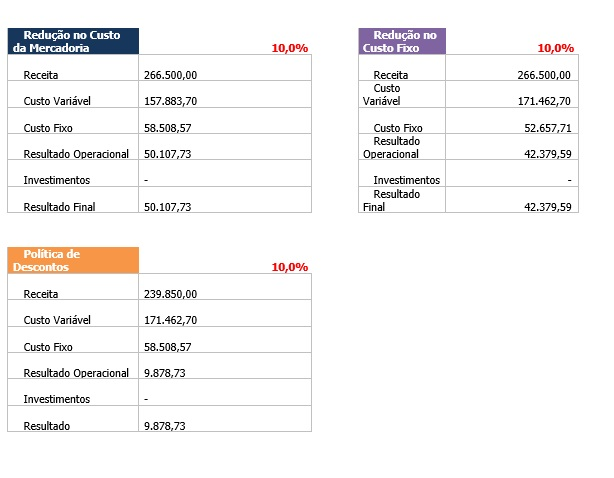 Redução no Custo
da Mercadoria 10,0%
Receita 266.500,00
Custo Variável 157.883,70
Custo Fixo 58.508,57
Resultado Operacional 50.107,73
Investimentos -
Resultado Final 50.107,73
Redução no
Custo Fixo 10,0%
Receita 266.500,00
Custo
Variável 171.462,70
Custo Fixo 52.657,71
Resultado
Operacional 42.379,59
Investimentos -
Resultado
Final 42.379,59
Política de
Descontos 10,0%
Receita 239.850,00
Custo Variável 171.462,70
Custo Fixo 58.508,57
Resultado Operacional 9.878,73
Investimentos -
Resultado 9.878,73